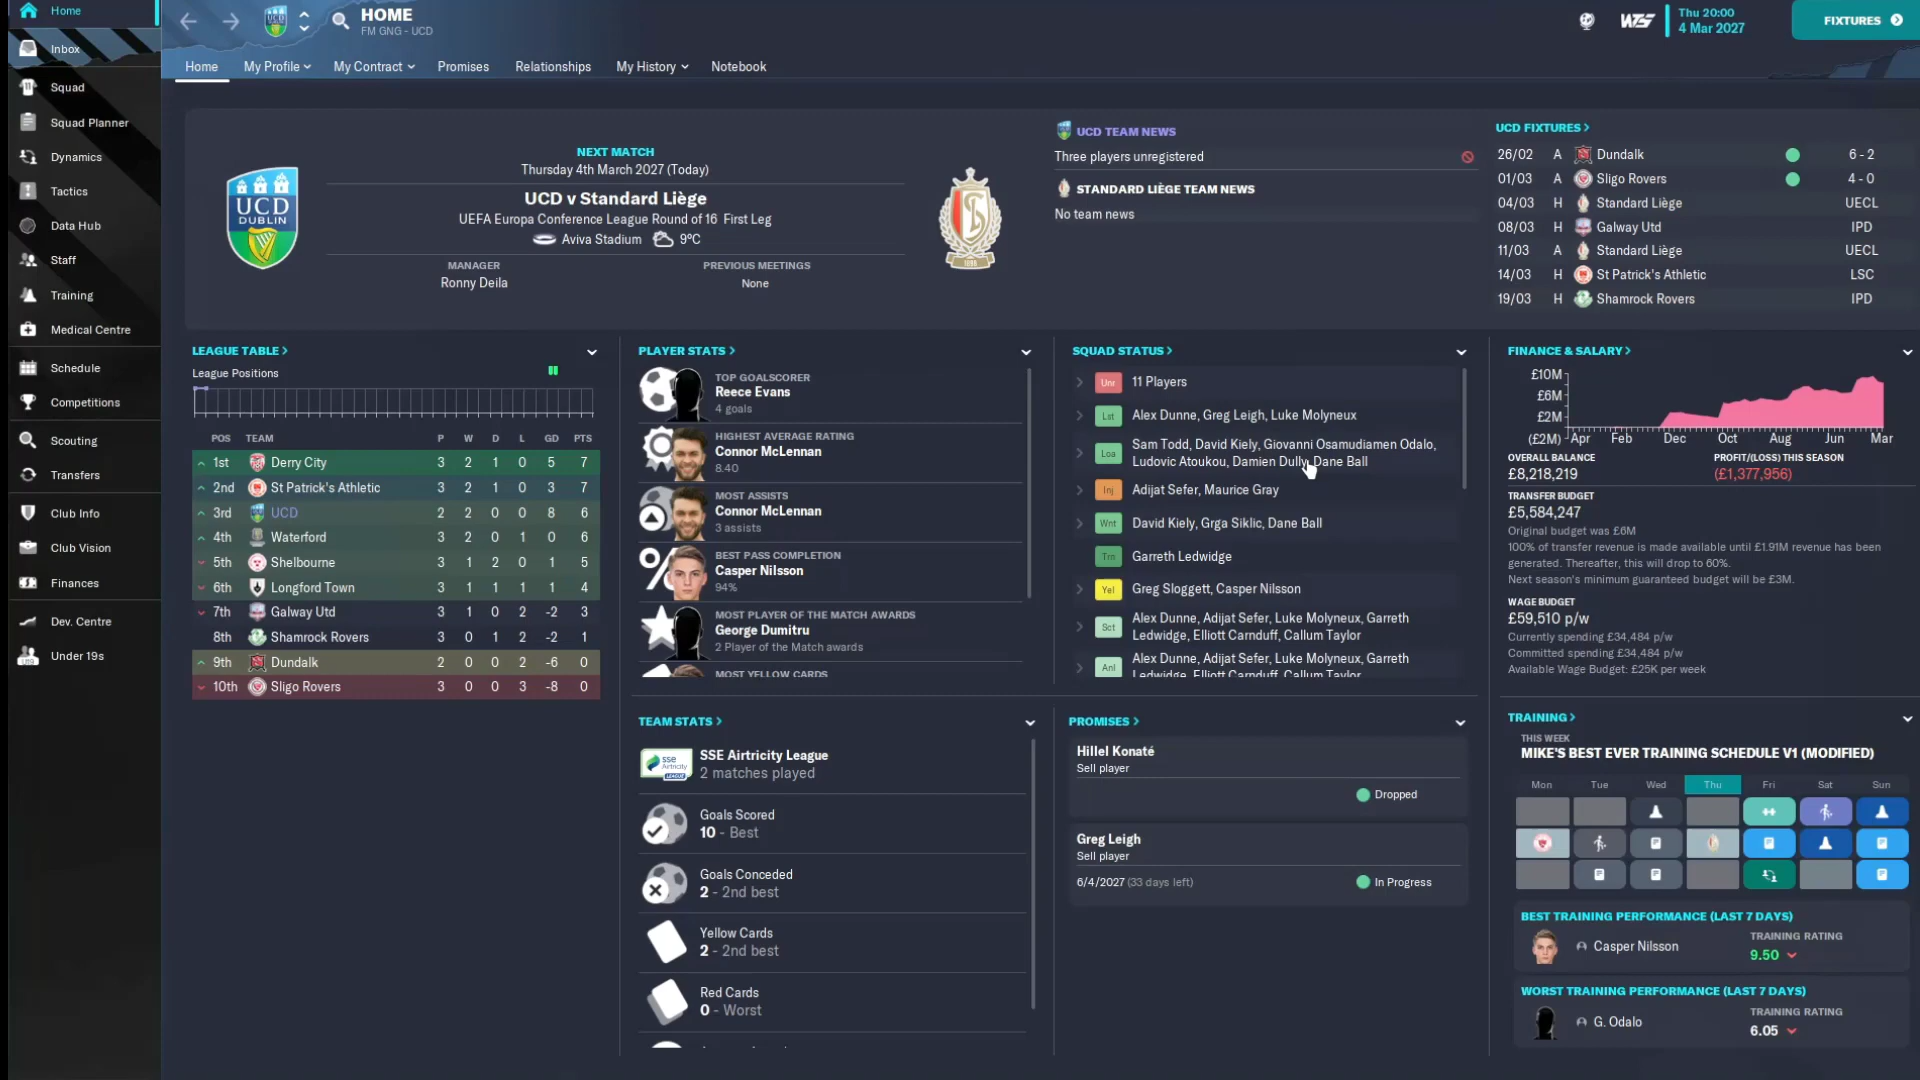 Home
Inbox
Squad
Squad Planner
Dynamics
Tactics
Data Hub
Staff
Training
Medical Centre
Schedule
Competitions
Scouting
Transfers
Club Info
Club Vision
Finances
Dev. Centre
Under 19s
HOME
FM GNG - UCD
Thu 20:00
4 Mar 2027
FIXTURES
Home My Profile My Contract Promises Relationships My History Notebook
UCD
DUBLIN
NEXT MATCH
Thursday 4th March 2027 (Today)
UCD v Standard Liège
UEFA Europa Conference League Round of 16 First Leg
Aviva Stadium 9ºC
MANAGER
Ronny Deila
PREVIOUS MEETINGS
None
UCD TEAM NEWS
Three players unregistered
STANDARD LIÈGE TEAM NEWS
No team news
UCD FIXTURES >
26/02 A Dundalk 6 - 2
01/03 A Sligo Rovers 4 - 0
04/03 H Standard Liège UECL
08/03 H Galway Utd IPD
11/03 A Standard Liège UECL
14/03 H St Patrick's Athletic LSC
19/03 H Shamrock Rovers IPD
LEAGUE TABLE >
League Positions
POS TEAM P W D L GD PTS
1st Derry City 3 2 1 0 5 7
2nd St Patrick's Athletic 3 2 1 0 3 7
3rd UCD 2 2 0 0 8 6
4th Waterford 3 2 0 1 0 6
5th Shelbourne 3 1 2 0 1 5
6th Longford Town 3 1 1 1 1 4
7th Galway Utd 3 1 0 2 -2 3
8th Shamrock Rovers 3 0 1 2 -2 1
9th Dundalk 2 0 0 2 -6 0
10th Sligo Rovers 3 0 0 3 -8 0
PLAYER STATS >
TOP GOALSCORER
Reece Evans
4 goals
HIGHEST AVERAGE RATING
Connor McLennan
8.40
MOST ASSISTS
Connor McLennan
3 assists
BEST PASS COMPLETION
Casper Nilsson
94%
MOST PLAYER OF THE MATCH AWARDS
George Dumitru
2 Player of the Match awards
MOST YELLOW CARDS
SQUAD STATUS >
Unr 11 Players
Lst Alex Dunne, Greg Leigh, Luke Molyneux
Loa Sam Todd, David Kiely, Giovanni Osamudiamen Odalo,
Ludovic Atoukou, Damien Dully, Dane Ball
Inj Adijat Sefer, Maurice Gray
Wnt David Kiely, Grga Siklic, Dane Ball
Trn Garreth Ledwidge
Yel Greg Sloggett, Casper Nilsson
Sct Alex Dunne, Adijat Sefer, Luke Molyneux, Garreth
Ledwidge, Elliott Carnduff, Callum Taylor
Anl Alex Dunne, Adijat Sefer, Luke Molyneux, Garreth
Ledwidge, Elliott Carnduff, Callum Taylor
FINANCE & SALARY >
£10M
£6M
£2M
(£2M) Apr Feb Dec Oct Aug Jun Mar
OVERALL BALANCE
£8,218,219
PROFIT/(LOSS) THIS SEASON
(£1,377,956)
TRANSFER BUDGET
£5,584,247
Original budget was £6M
100% of transfer revenue is made available until £1.91M revenue has been
generated. Thereafter, this will drop to 60%.
Next season's minimum guaranteed budget will be £3M.
WAGE BUDGET
£59,510 p/w
Currently spending £34,484 p/w
Committed spending £34,484 p/w
Available Wage Budget: £25K per week
TEAM STATS >
sse
Airtricity
LEAGUE
SSE Airtricity League
2 matches played
Goals Scored
10 - Best
Goals Conceded
2 - 2nd best
Yellow Cards
2 - 2nd best
Red Cards
0 - Worst
PROMISES >
Hillel Konaté
Sell player
Dropped
Greg Leigh
Sell player
6/4/2027 (33 days left) In Progress
TRAINING >
THIS WEEK
MIKE'S BEST EVER TRAINING SCHEDULE V1 (MODIFIED)
Mon Tue Wed Thu Fri Sat Sun
BEST TRAINING PERFORMANCE (LAST 7 DAYS)
Casper Nilsson
TRAINING RATING
9.50
WORST TRAINING PERFORMANCE (LAST 7 DAYS)
G. Odalo
TRAINING RATING
6.05